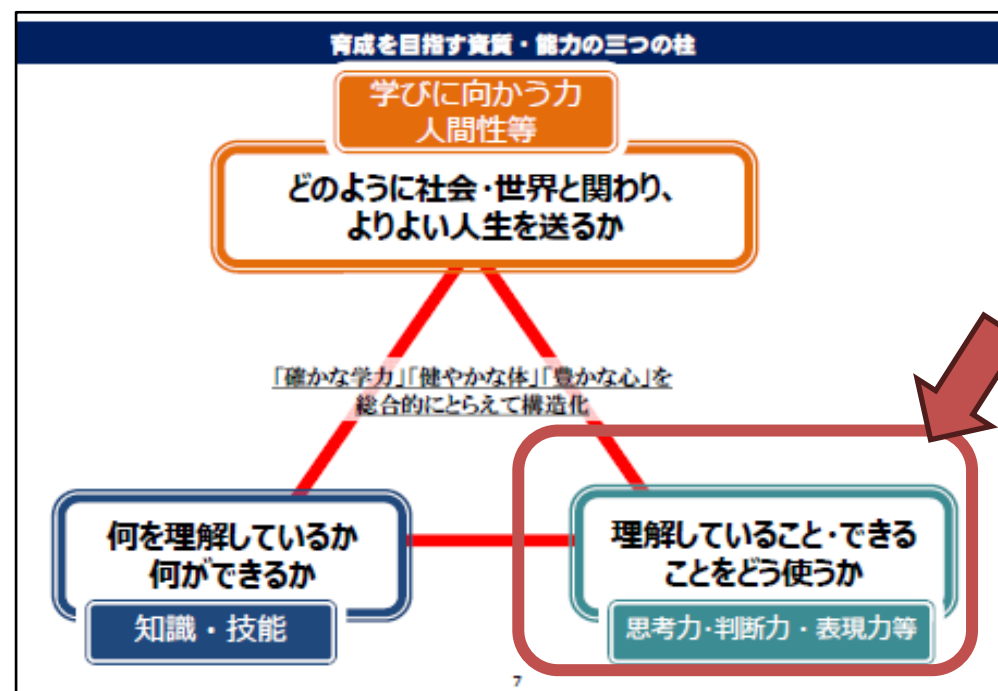 育成を目指す資質・能力の三つの柱
学びに向かう力
人間性等
どのように社会・世界と関わり、
よりよい人生を送るか
「確かな学力」「健やかな体」「豊かな心」を
総合的にとらえて構造化
何を理解しているか
何ができるか
知識・技能
理解していること・できる
ことをどう使うか
思考力・判断力・表現力等
7